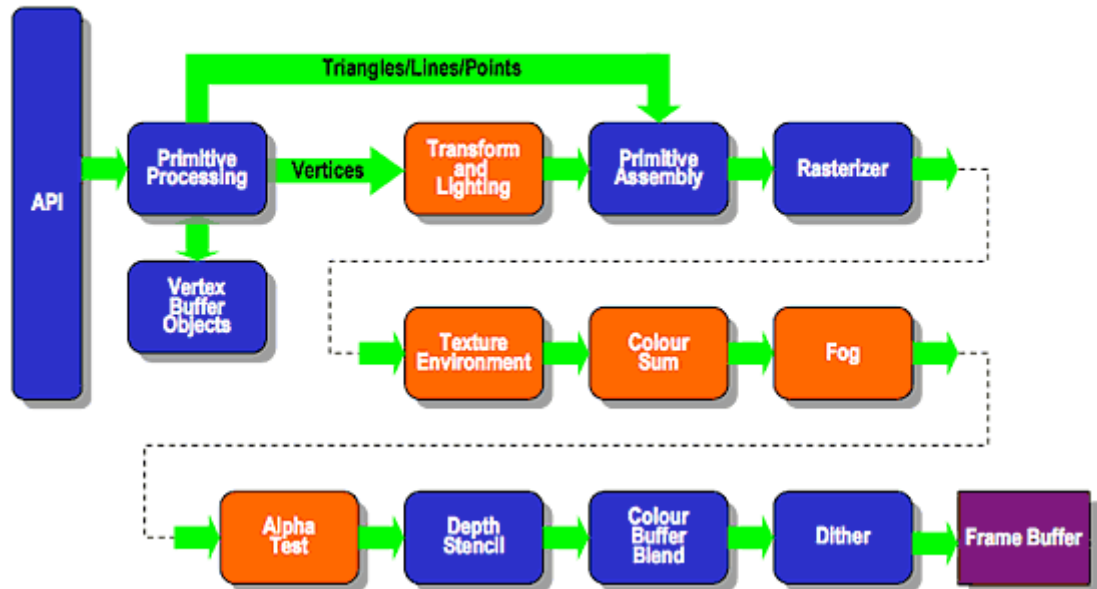 Triangles/Lines/Points
API
Primitive
Processing
Vertices
Transform
and
Lighting
Primitive
Assembly
Rasterizer
Vertex
Buffer
Objects
Texture
Environment
Colour
Sum
Fog
Alpha
Test
Depth
Stencil
Colour
Buffer
Blend
Dither
Frame Buffer